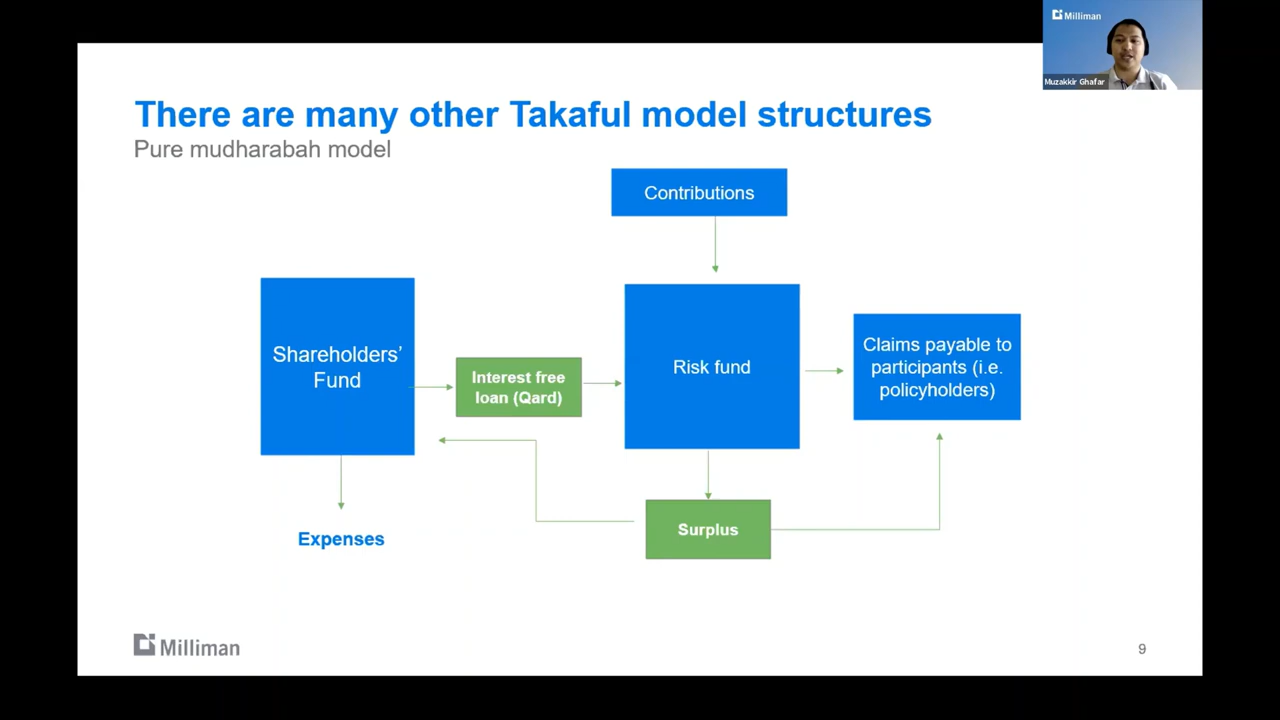 Milliman
Muzakkir Ghafar
There are many other Takaful model structures
Pure mudharabah model
Contributions
Shareholders’
Fund
Interest free
loan (Qard)
Risk fund
Claims payable to
participants (i.e.
policyholders)
Surplus
Expenses
Milliman
9